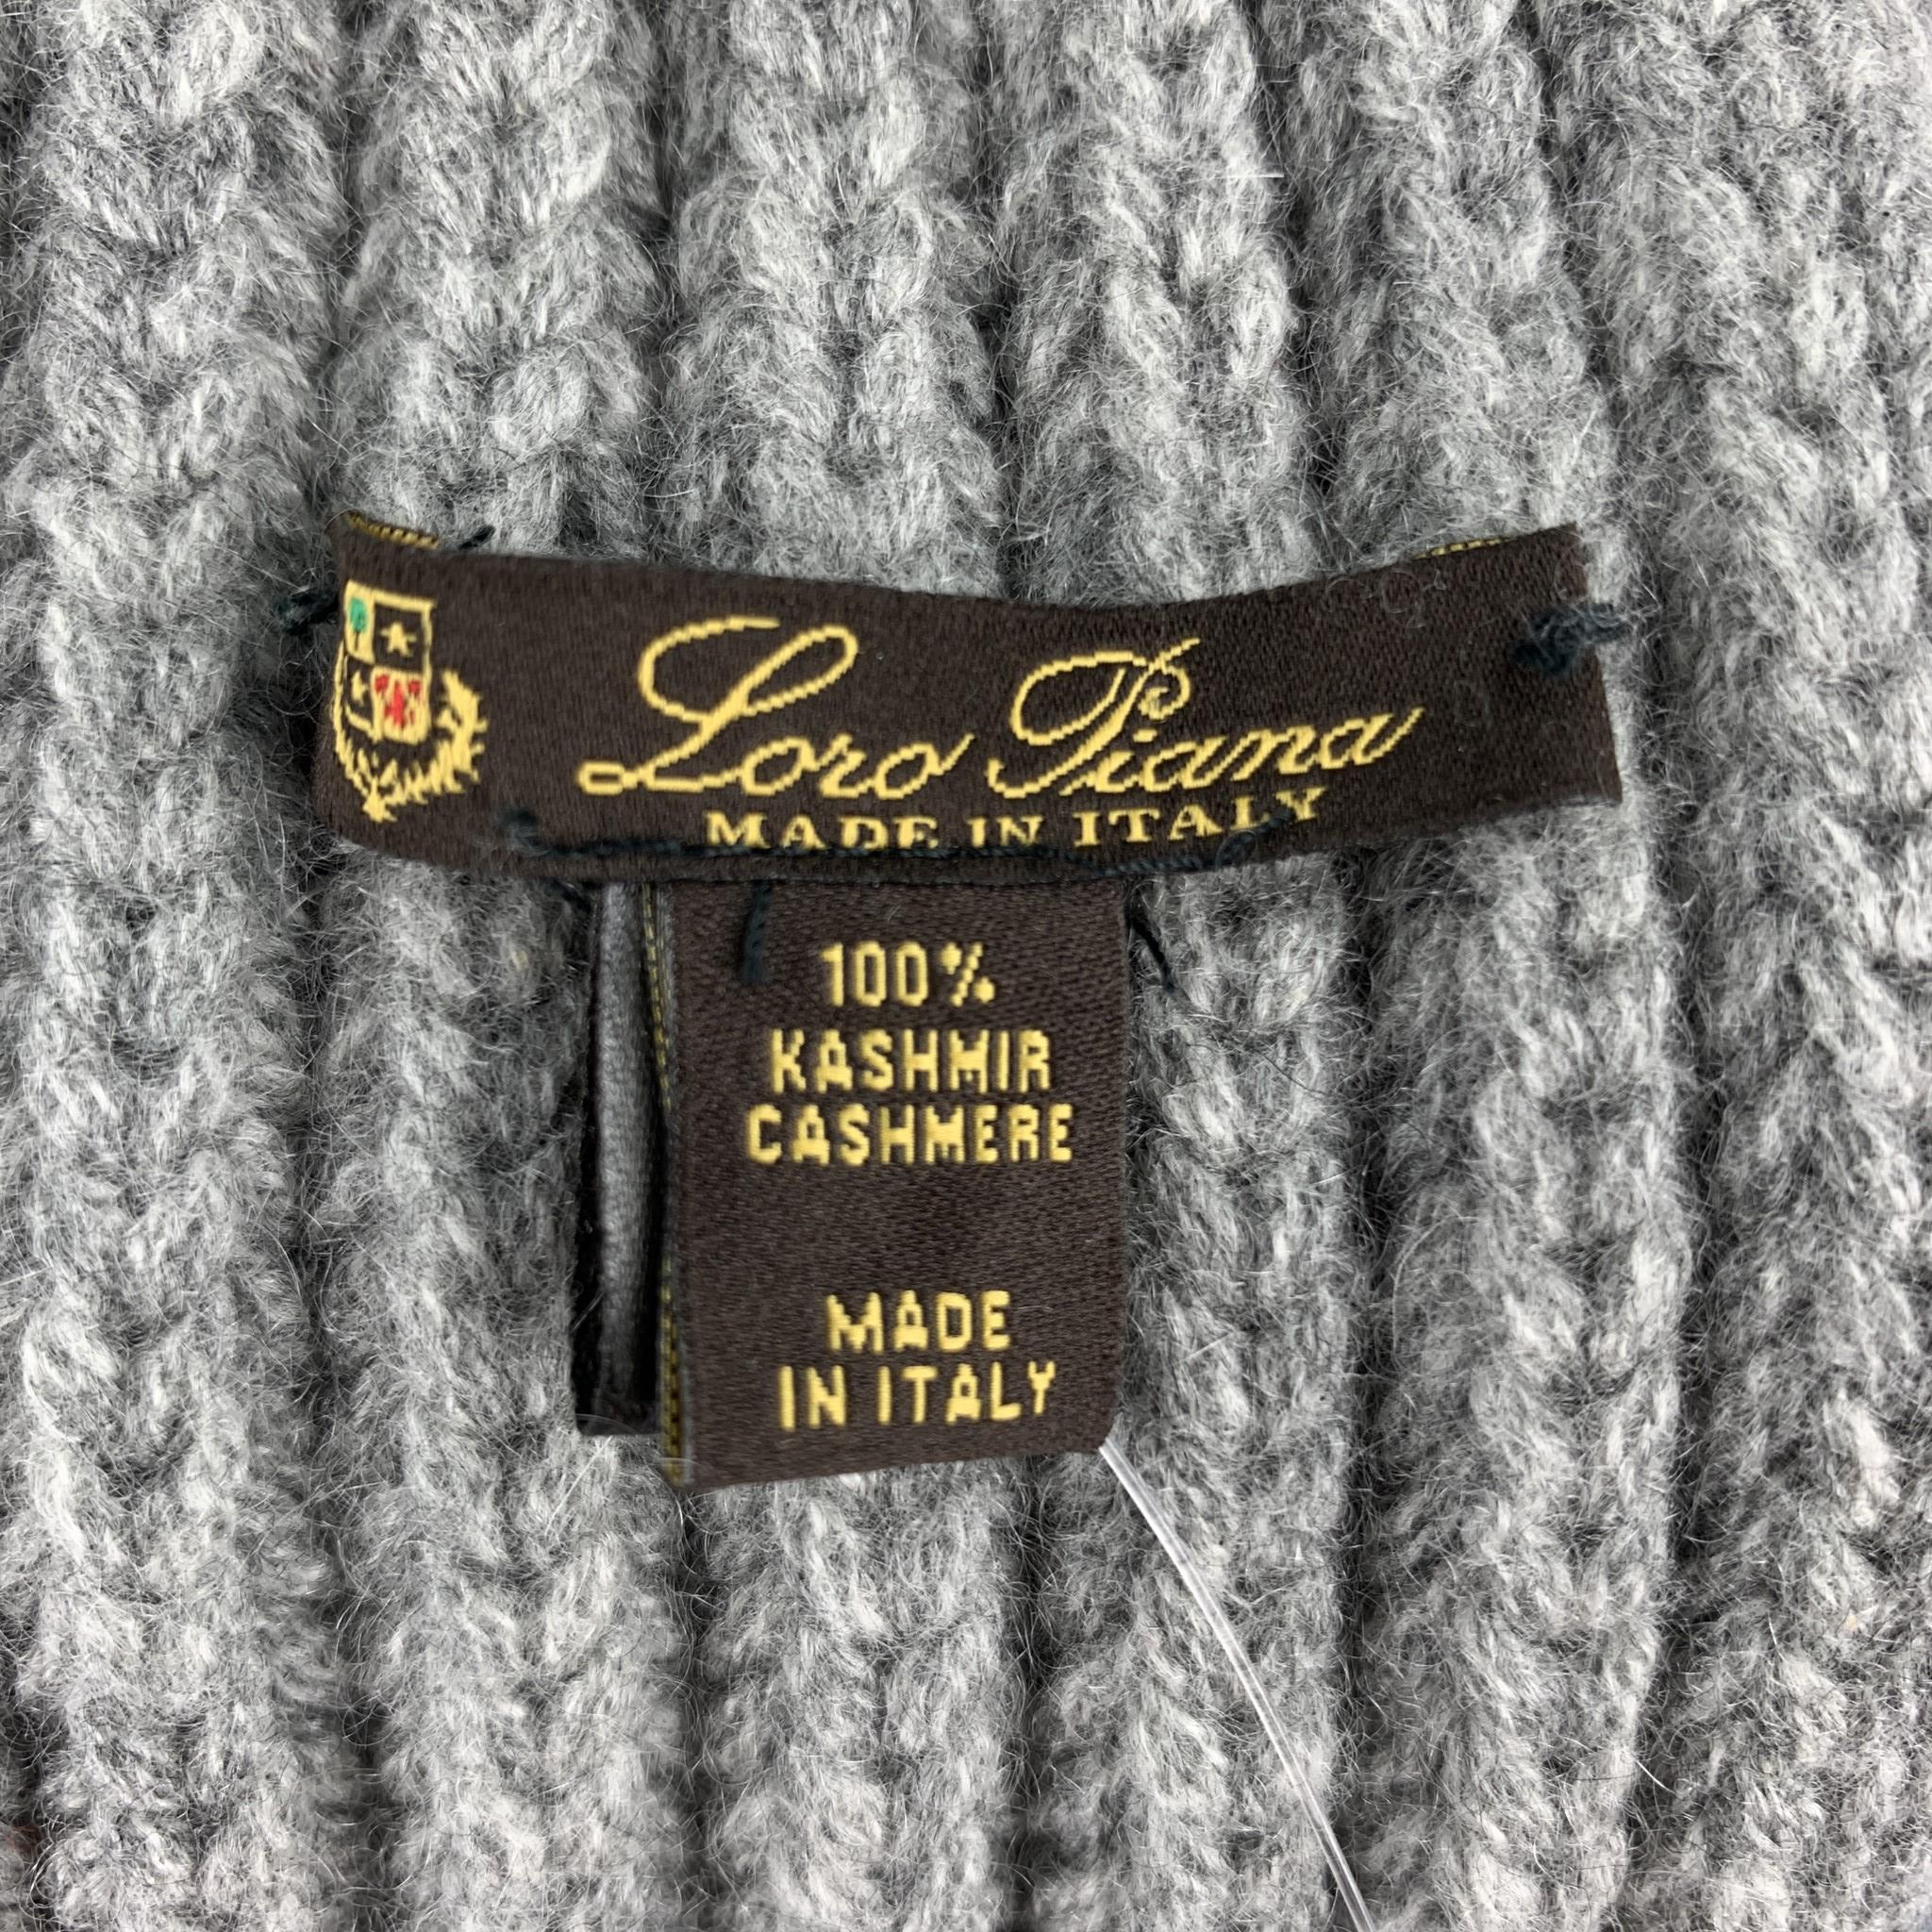 Loro Piana
MADE IN ITALY
100%
KASHMIR
CASHMERE
MADE
IN ITALY